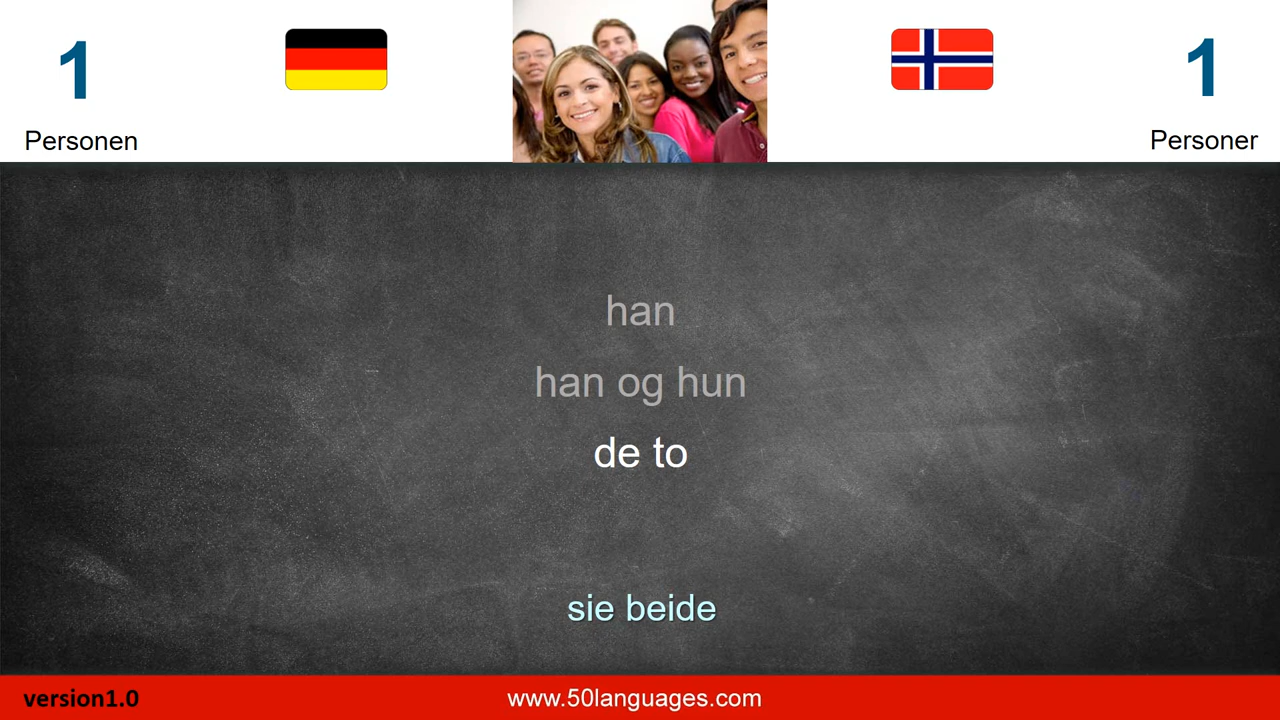 1
Personen
1
Personer
han
han og hun
de to
sie beide
version1.0
www.50languages.com